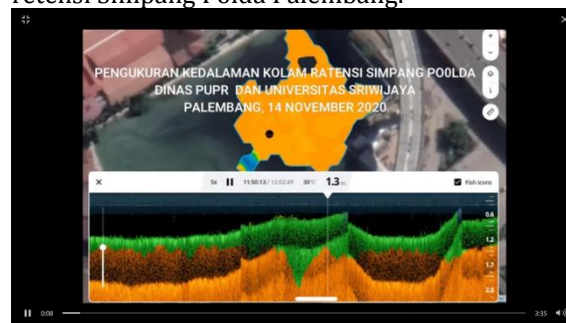 retensi Simpang Polda Palembang.
PENGUKURAN KEDALAMAN KOLAM RATENSI SIMPANG PO0LDA
DINAS PUPR DAN UNIVERSITAS SRIWIJAYA
PALEMBANG, 14 NOVEMBER 2020
5x 11:50:13 / 12:02:49 30°C 1.3 m Fish icons
0.6
1.2
1.7
2.3
0:08 3:35